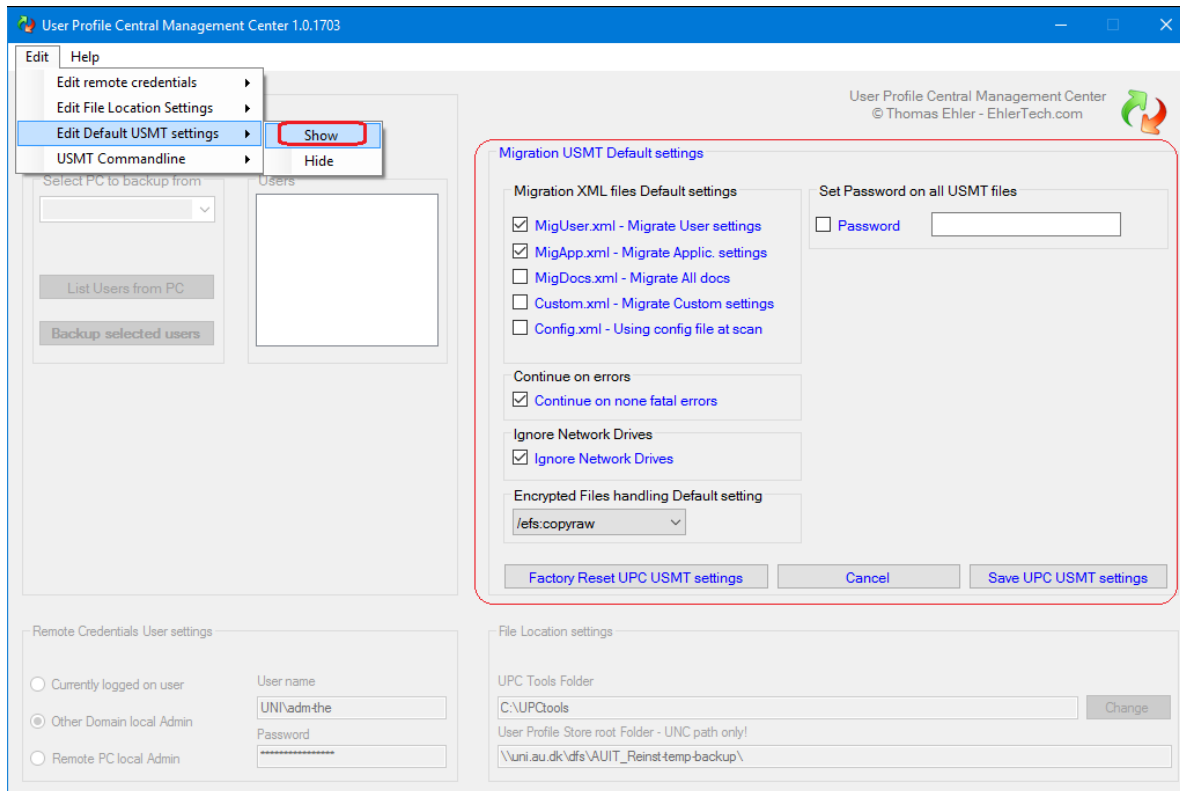 User Profile Central Management Center 1.0.1703
Edit Help
Edit remote credentials
Edit File Location Settings
Edit Default USMT settings
USMT Commandline
Show
Hide
User Profile Central Management Center
© Thomas Ehler - EhlerTech.com
Select PC to backup from
Users
List Users from PC
Backup selected users
Migration USMT Default settings
Migration XML files Default settings
MigUser.xml - Migrate User settings
MigApp.xml - Migrate Applic. settings
MigDocs.xml - Migrate All docs
Custom.xml - Migrate Custom settings
Config.xml - Using config file at scan
Set Password on all USMT files
Password
Continue on errors
Continue on none fatal errors
Ignore Network Drives
Ignore Network Drives
Encrypted Files handling Default setting
/efs:copyraw
Factory Reset UPC USMT settings
Cancel
Save UPC USMT settings
Remote Credentials User settings
Currently logged on user
Other Domain local Admin
Remote PC local Admin
User name
UNI\adm-the
Password
****************
File Location settings
UPC Tools Folder
C:\UPCtools
Change
User Profile Store root Folder - UNC path only!
\\uni.au.dk\dfs\AUIT_Reinst-temp-backup\